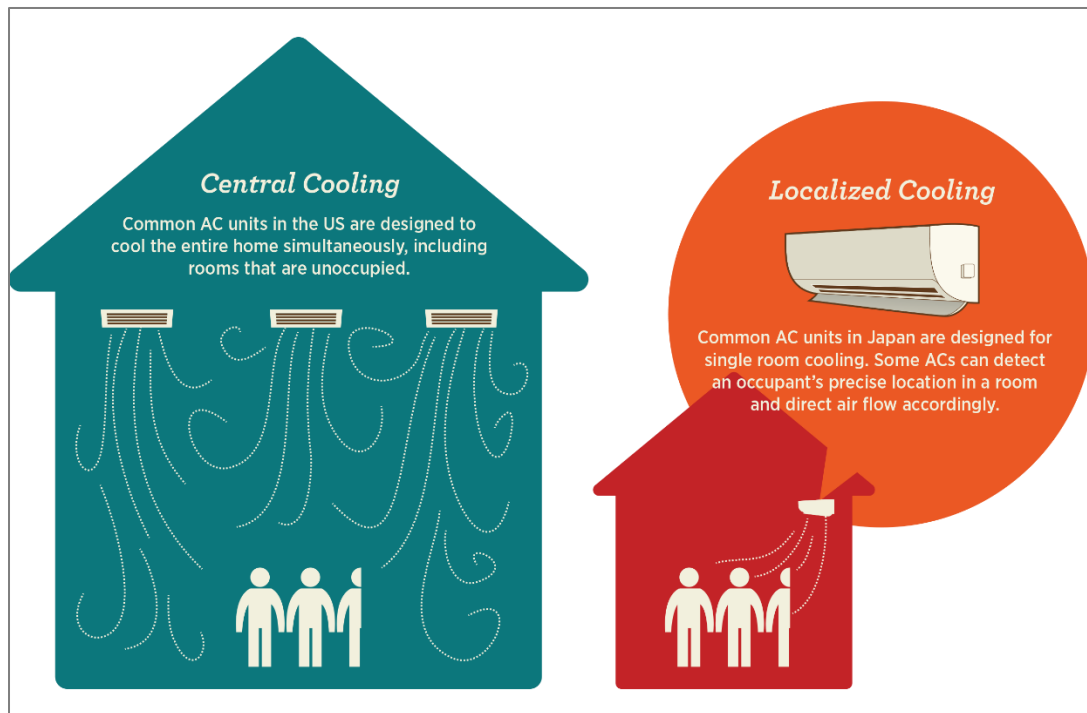 Central Cooling
Common AC units in the US are designed to
cool the entire home simultaneously, including
rooms that are unoccupied.
Localized Cooling
Common AC units in Japan are designed for
single room cooling. Some ACs can detect
an occupant's precise location in a room
and direct air flow accordingly.